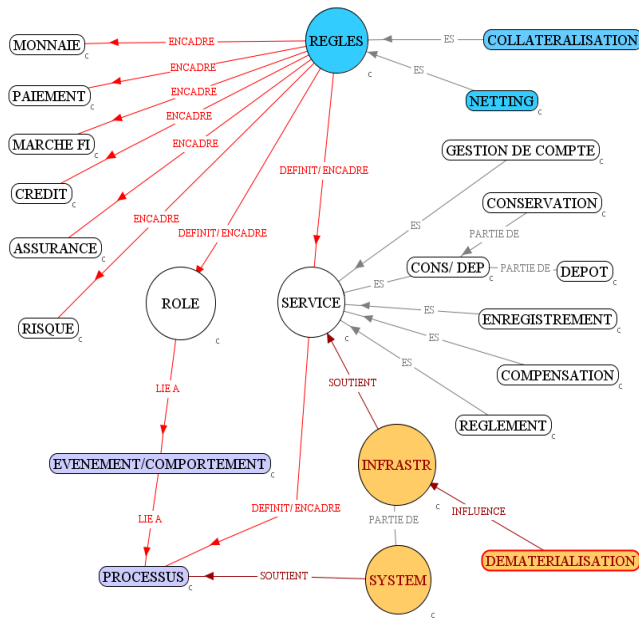 REGLES
ES
COLLATERALISATION
c
MONNAIE
c
ENCADRE
ES
NETTING
c
c
PAIEMENT
c
ENCADRE
ENCADRE
MARCHE FI
c
ENCADRE
GESTION DE COMPTE
c
CREDIT
c
ENCADRE
DEFINIT/ ENCADRE
ES
CONSERVATION
c
ENCADRE
DEFINIT/ ENCADRE
PARTIE DE
ASSURANCE
c
CONS/ DEP
c
PARTIE DE
DEPOT
c
ES
ROLE
c
SERVICE
c
ES
ENREGISTREMENT
c
RISQUE
c
ES
COMPENSATION
c
ES
REGLEMENT
c
SOUTIENT
LIE A
EVENEMENT/COMPORTEMENT
c
INFRASTR
c
DEFINIT/ ENCADRE
INFLUENCE
LIE A
PARTIE DE
DEMATERIALISATION
c
PROCESSUS
c
SOUTIENT
SYSTEM
c